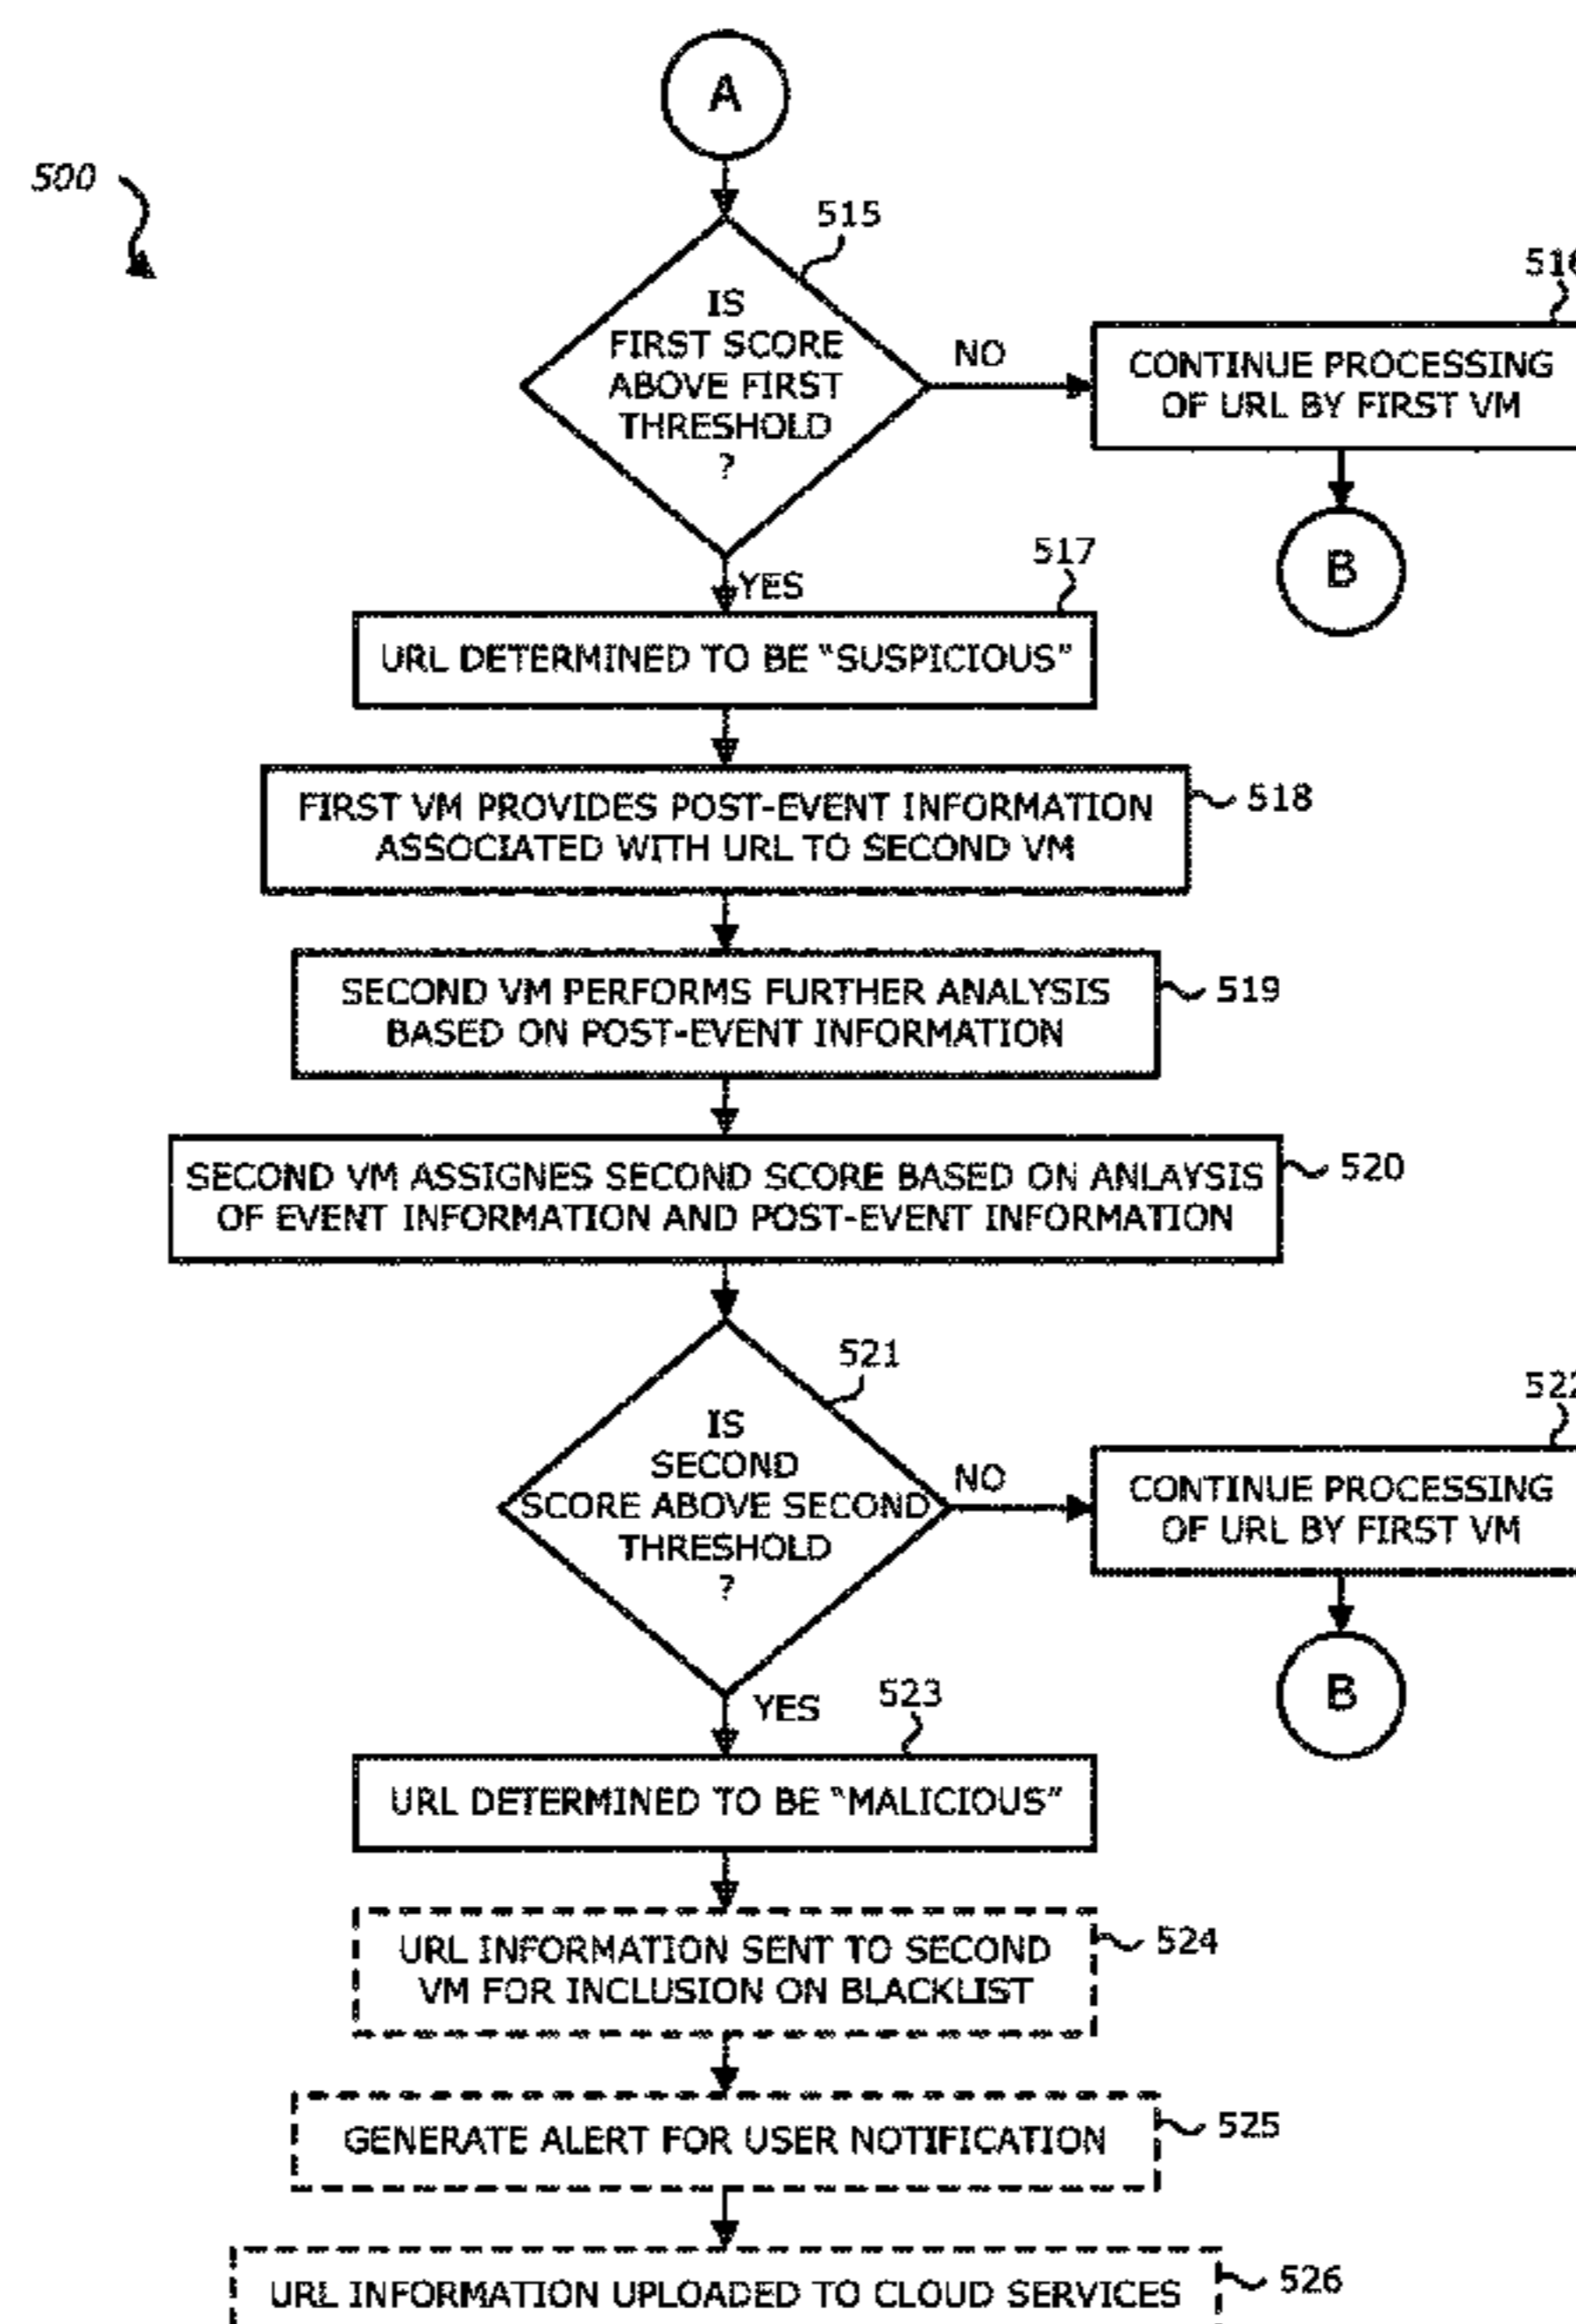 A
500
515
IS
FIRST SCORE
ABOVE FIRST
THRESHOLD
?
NO
516
CONTINUE PROCESSING
OF URL BY FIRST VM
B
YES
517
URL DETERMINED TO BE “SUSPICIOUS”
FIRST VM PROVIDES POST-EVENT INFORMATION
ASSOCIATED WITH URL TO SECOND VM
518
SECOND VM PERFORMS FURTHER ANALYSIS
BASED ON POST-EVENT INFORMATION
519
SECOND VM ASSIGNES SECOND SCORE BASED ON ANLAYSIS
OF EVENT INFORMATION AND POST-EVENT INFORMATION
520
521
IS
SECOND
SCORE ABOVE SECOND
THRESHOLD
?
NO
522
CONTINUE PROCESSING
OF URL BY FIRST VM
B
YES
523
URL DETERMINED TO BE “MALICIOUS”
URL INFORMATION SENT TO SECOND
VM FOR INCLUSION ON BLACKLIST
524
GENERATE ALERT FOR USER NOTIFICATION
525
URL INFORMATION UPLOADED TO CLOUD SERVICES
526